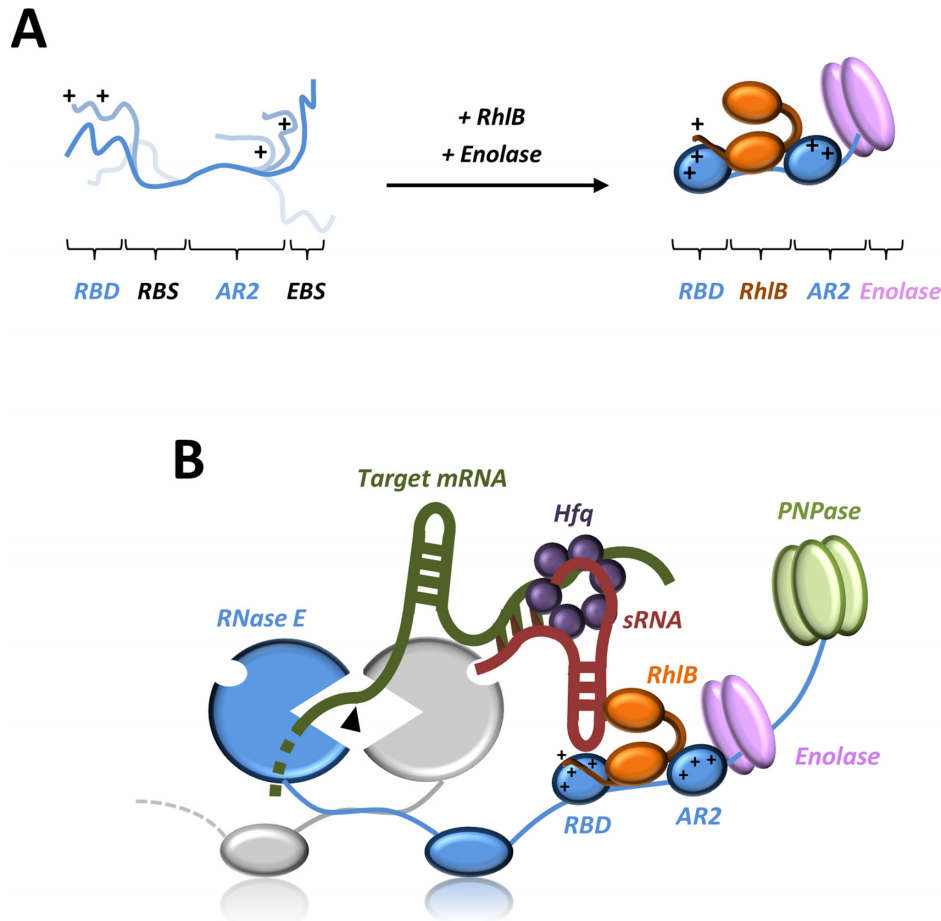 A
+ RhlB
+ Enolase
+ +
+
+
+
+
+
+ +
RBD RBS AR2 EBS
RBD RhlB AR2 Enolase
B
Target mRNA
Hfq
PNPase
RNase E
sRNA
RhlB
Enolase
+ + + +
+ + +
RBD
AR2